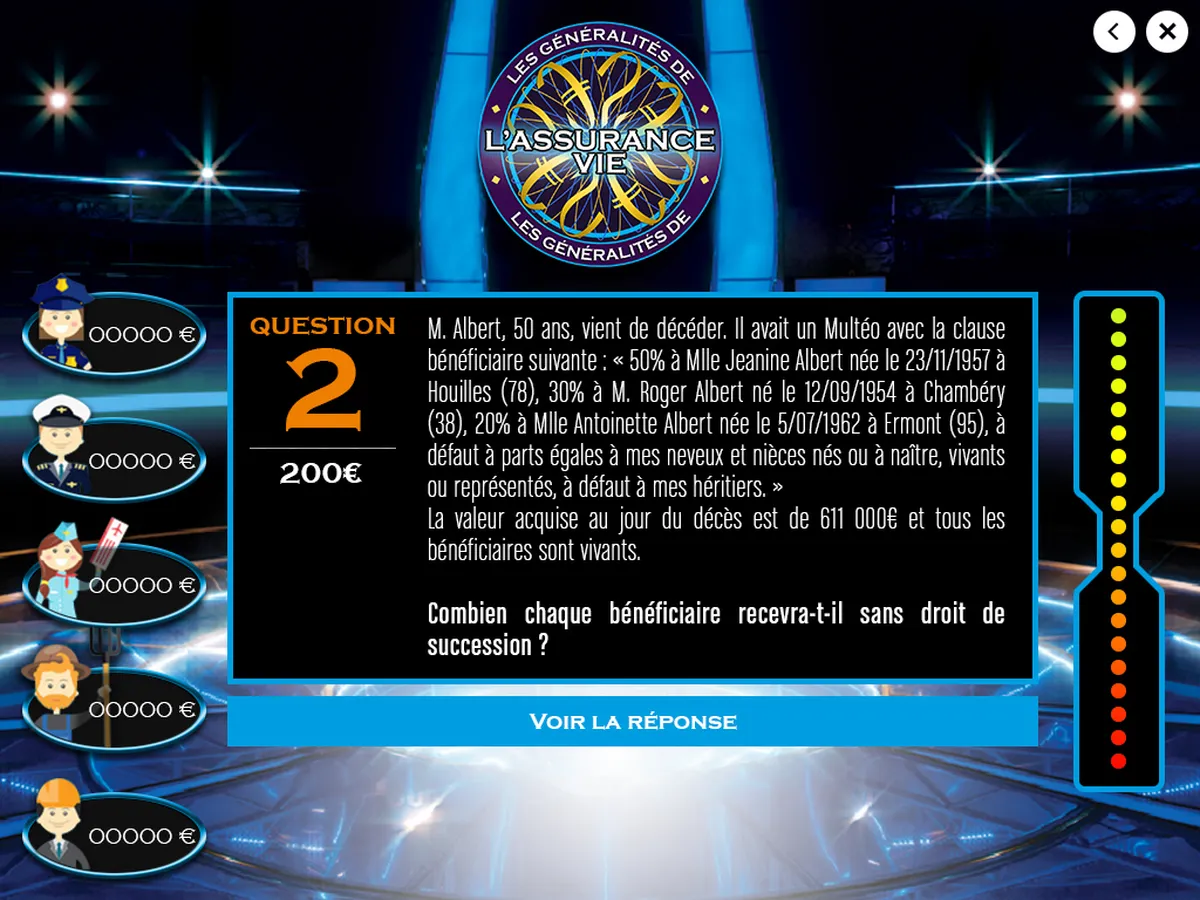 LES GÉNÉRALITÉS DE
L'ASSURANCE
VIE
LES GÉNÉRALITÉS DE
QUESTION
2
200€
M. Albert, 50 ans, vient de décéder. Il avait un Multéo avec la clause
bénéficiaire suivante : « 50% à Mlle Jeanine Albert née le 23/11/1957 à
Houilles (78), 30% à M. Roger Albert né le 12/09/1954 à Chambéry
(38), 20% à Mlle Antoinette Albert née le 5/07/1962 à Ermont (95), à
défaut à parts égales à mes neveux et nièces nés ou à naître, vivants
ou représentés, à défaut à mes héritiers. »
La valeur acquise au jour du décès est de 611 000€ et tous les
bénéficiaires sont vivants.
Combien chaque bénéficiaire recevra-t-il sans droit de
succession ?
VOIR LA RÉPONSE
00000 €
00000 €
00000 €
00000 €
00000 €